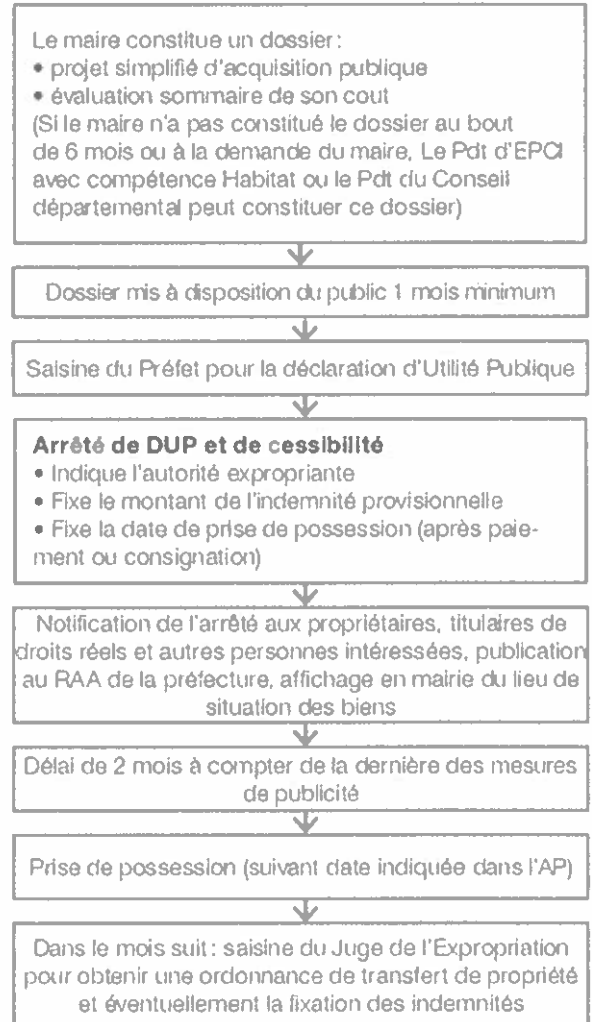 Le maire constitue un dossier :
• projet simplifié d'acquisition publique
• évaluation sommaire de son cout
(Si le maire n'a pas constitué le dossier au bout
de 6 mois ou à la demande du maire, Le Pdt d'EPCI
avec compétence Habitat ou le Pdt du Conseil
départemental peut constituer ce dossier)
Dossier mis à disposition du public 1 mois minimum
Saisine du Préfet pour la déclaration d'Utilité Publique
Arrêté de DUP et de cessibilité
• Indique l'autorité expropriante
• Fixe le montant de l'indemnité provisionnelle
• Fixe la date de prise de possession (après paie-
ment ou consignation)
Notification de l'arrêté aux propriétaires, titulaires de
droits réels et autres personnes intéressées, publication
au RAA de la préfecture, affichage en mairie du lieu de
situation des biens
Délai de 2 mois à compter de la dernière des mesures
de publicité
Prise de possession (suivant date indiquée dans l'AP)
Dans le mois suit : saisine du Juge de l'Expropriation
pour obtenir une ordonnance de transfert de propriété
et éventuellement la fixation des indemnités